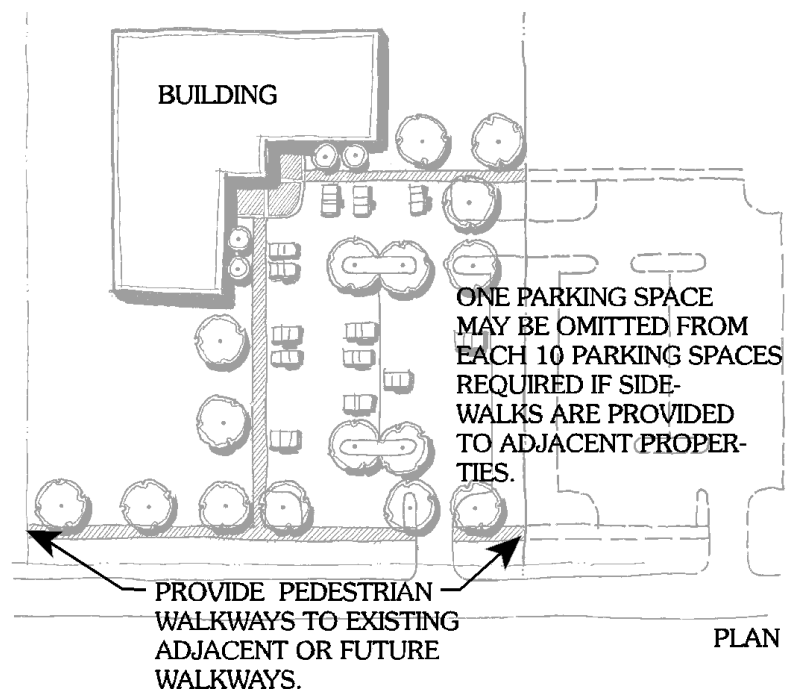 BUILDING
ONE PARKING SPACE
MAY BE OMITTED FROM
EACH 10 PARKING SPACES
REQUIRED IF SIDE-
WALKS ARE PROVIDED
TO ADJACENT PROPER-
TIES.
PROVIDE PEDESTRIAN
WALKWAYS TO EXISTING
ADJACENT OR FUTURE
WALKWAYS.
PLAN